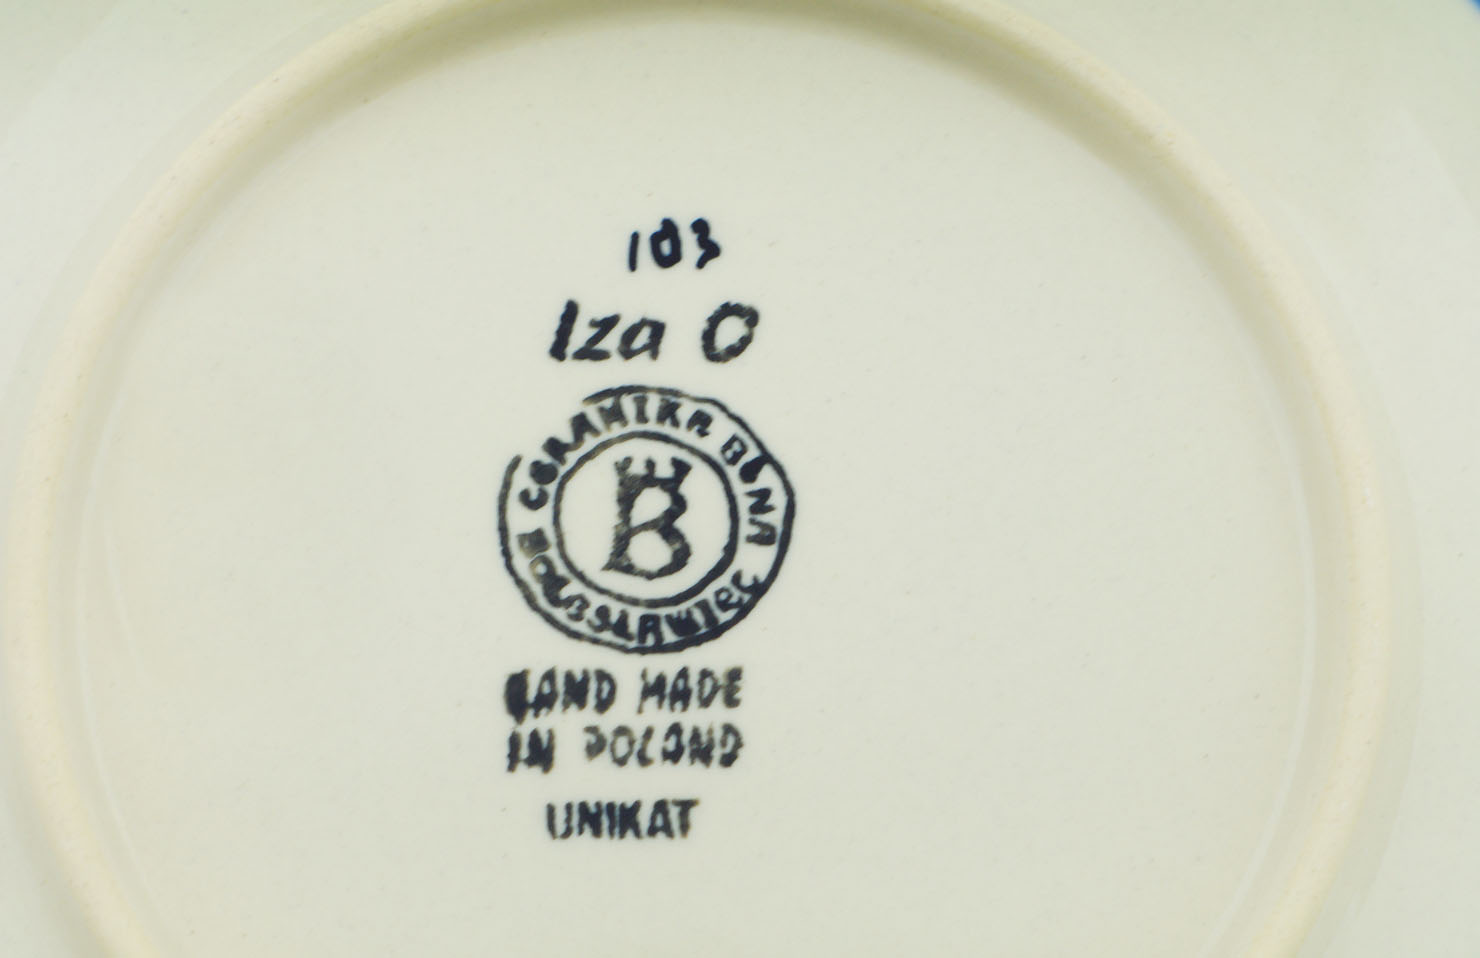 103
Iza O
CERAMIKA BONA
B
BOLESŁAWIEC
HAND MADE
IN POLAND
UNIKAT